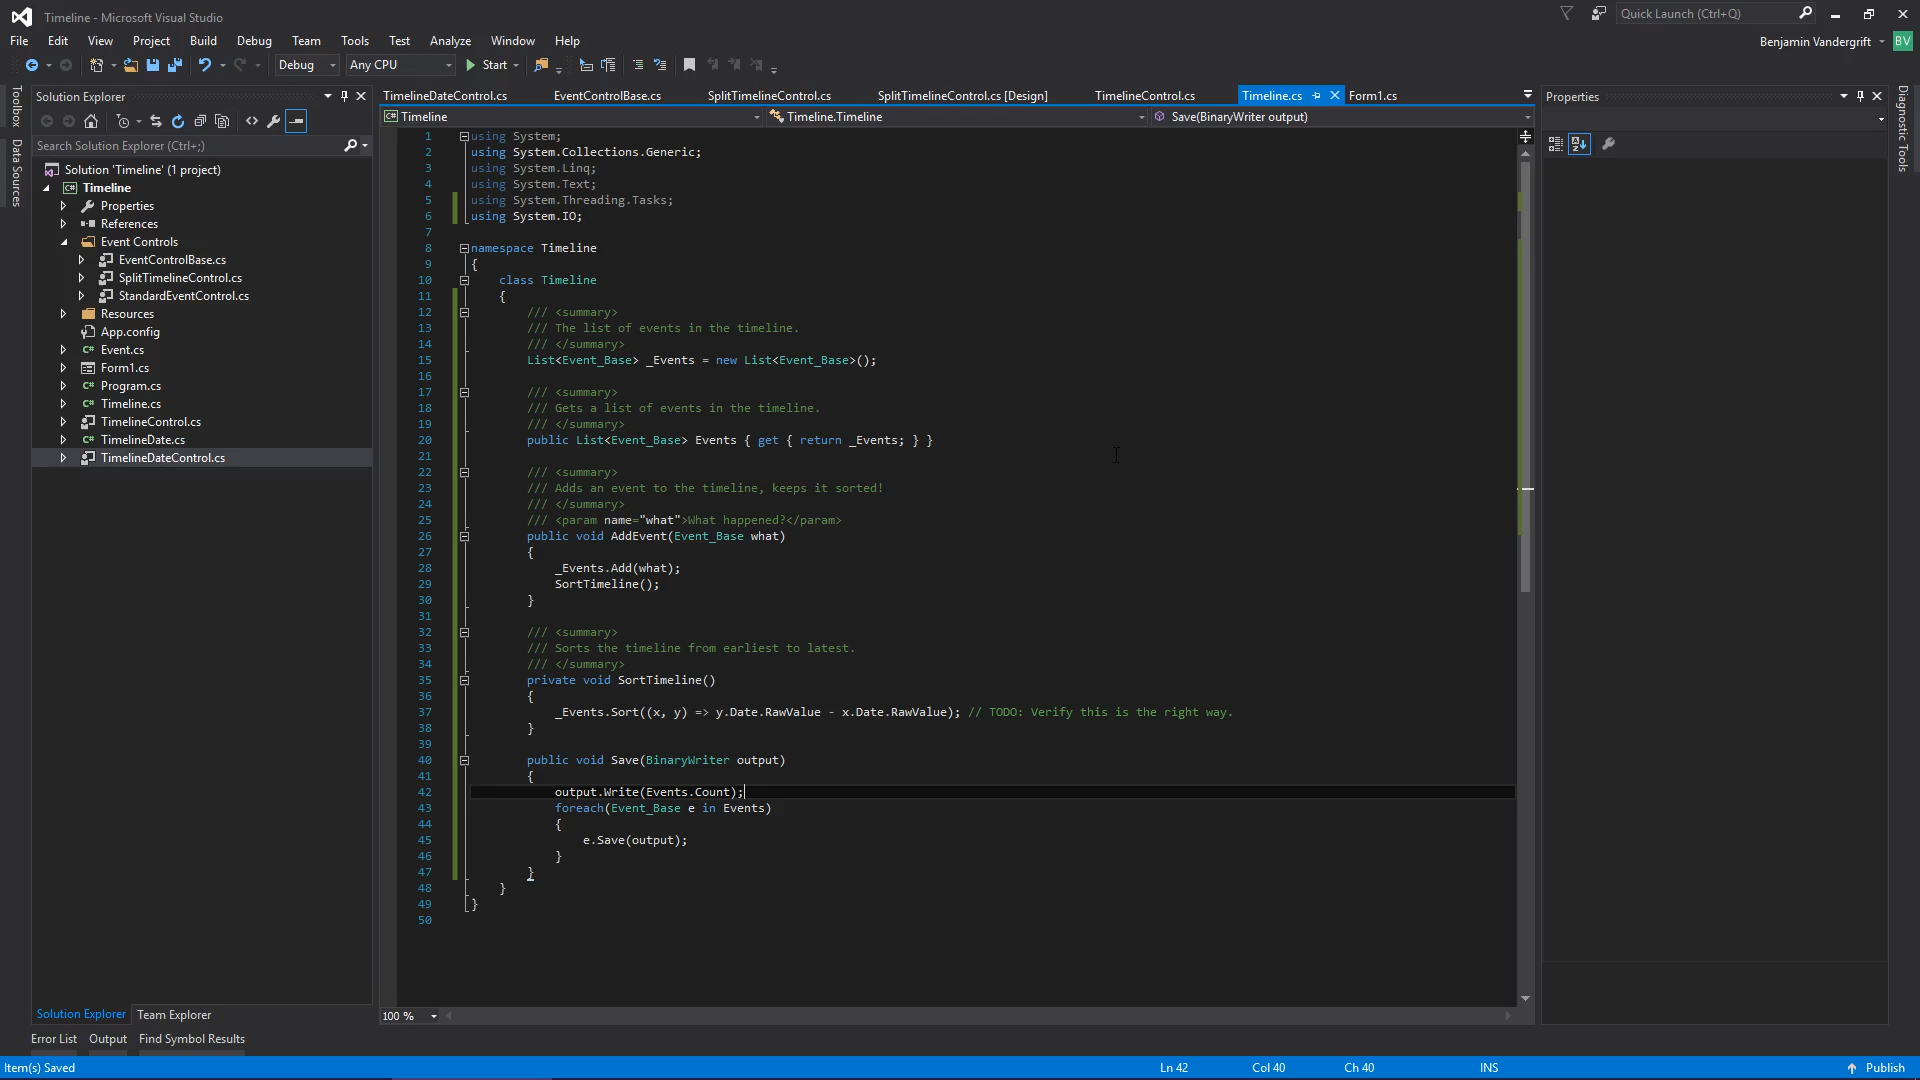 Timeline - Microsoft Visual Studio
Quick Launch (Ctrl+Q)
File Edit View Project Build Debug Team Tools Test Analyze Window Help
Benjamin Vandergrift BV
Debug Any CPU Start
Toolbox
Data Sources
Solution Explorer
Search Solution Explorer (Ctrl+;)
Solution 'Timeline' (1 project)
C# Timeline
Properties
References
Event Controls
EventControlBase.cs
SplitTimelineControl.cs
StandardEventControl.cs
Resources
App.config
C# Event.cs
Form1.cs
C# Program.cs
C# Timeline.cs
TimelineControl.cs
C# TimelineDate.cs
TimelineDateControl.cs
Solution Explorer Team Explorer
TimelineDateControl.cs EventControlBase.cs SplitTimelineControl.cs SplitTimelineControl.cs [Design] TimelineControl.cs Timeline.cs Form1.cs
C# Timeline Timeline.Timeline Save(BinaryWriter output)
1 using System;
2 using System.Collections.Generic;
3 using System.Linq;
4 using System.Text;
5 using System.Threading.Tasks;
6 using System.IO;
7
8 namespace Timeline
9 {
10 class Timeline
11 {
12 /// <summary>
13 /// The list of events in the timeline.
14 /// </summary>
15 List<Event_Base> _Events = new List<Event_Base>();
16
17 /// <summary>
18 /// Gets a list of events in the timeline.
19 /// </summary>
20 public List<Event_Base> Events { get { return _Events; } }
21
22 /// <summary>
23 /// Adds an event to the timeline, keeps it sorted!
24 /// </summary>
25 /// <param name="what">What happened?</param>
26 public void AddEvent(Event_Base what)
27 {
28 _Events.Add(what);
29 SortTimeline();
30 }
31
32 /// <summary>
33 /// Sorts the timeline from earliest to latest.
34 /// </summary>
35 private void SortTimeline()
36 {
37 _Events.Sort((x, y) => y.Date.RawValue - x.Date.RawValue); // TODO: Verify this is the right way.
38 }
39
40 public void Save(BinaryWriter output)
41 {
42 output.Write(Events.Count);
43 foreach(Event_Base e in Events)
44 {
45 e.Save(output);
46 }
47 }
48 }
49 }
50
100 %
Properties
Diagnostic Tools
Error List Output Find Symbol Results
Item(s) Saved Ln 42 Col 40 Ch 40 INS Publish